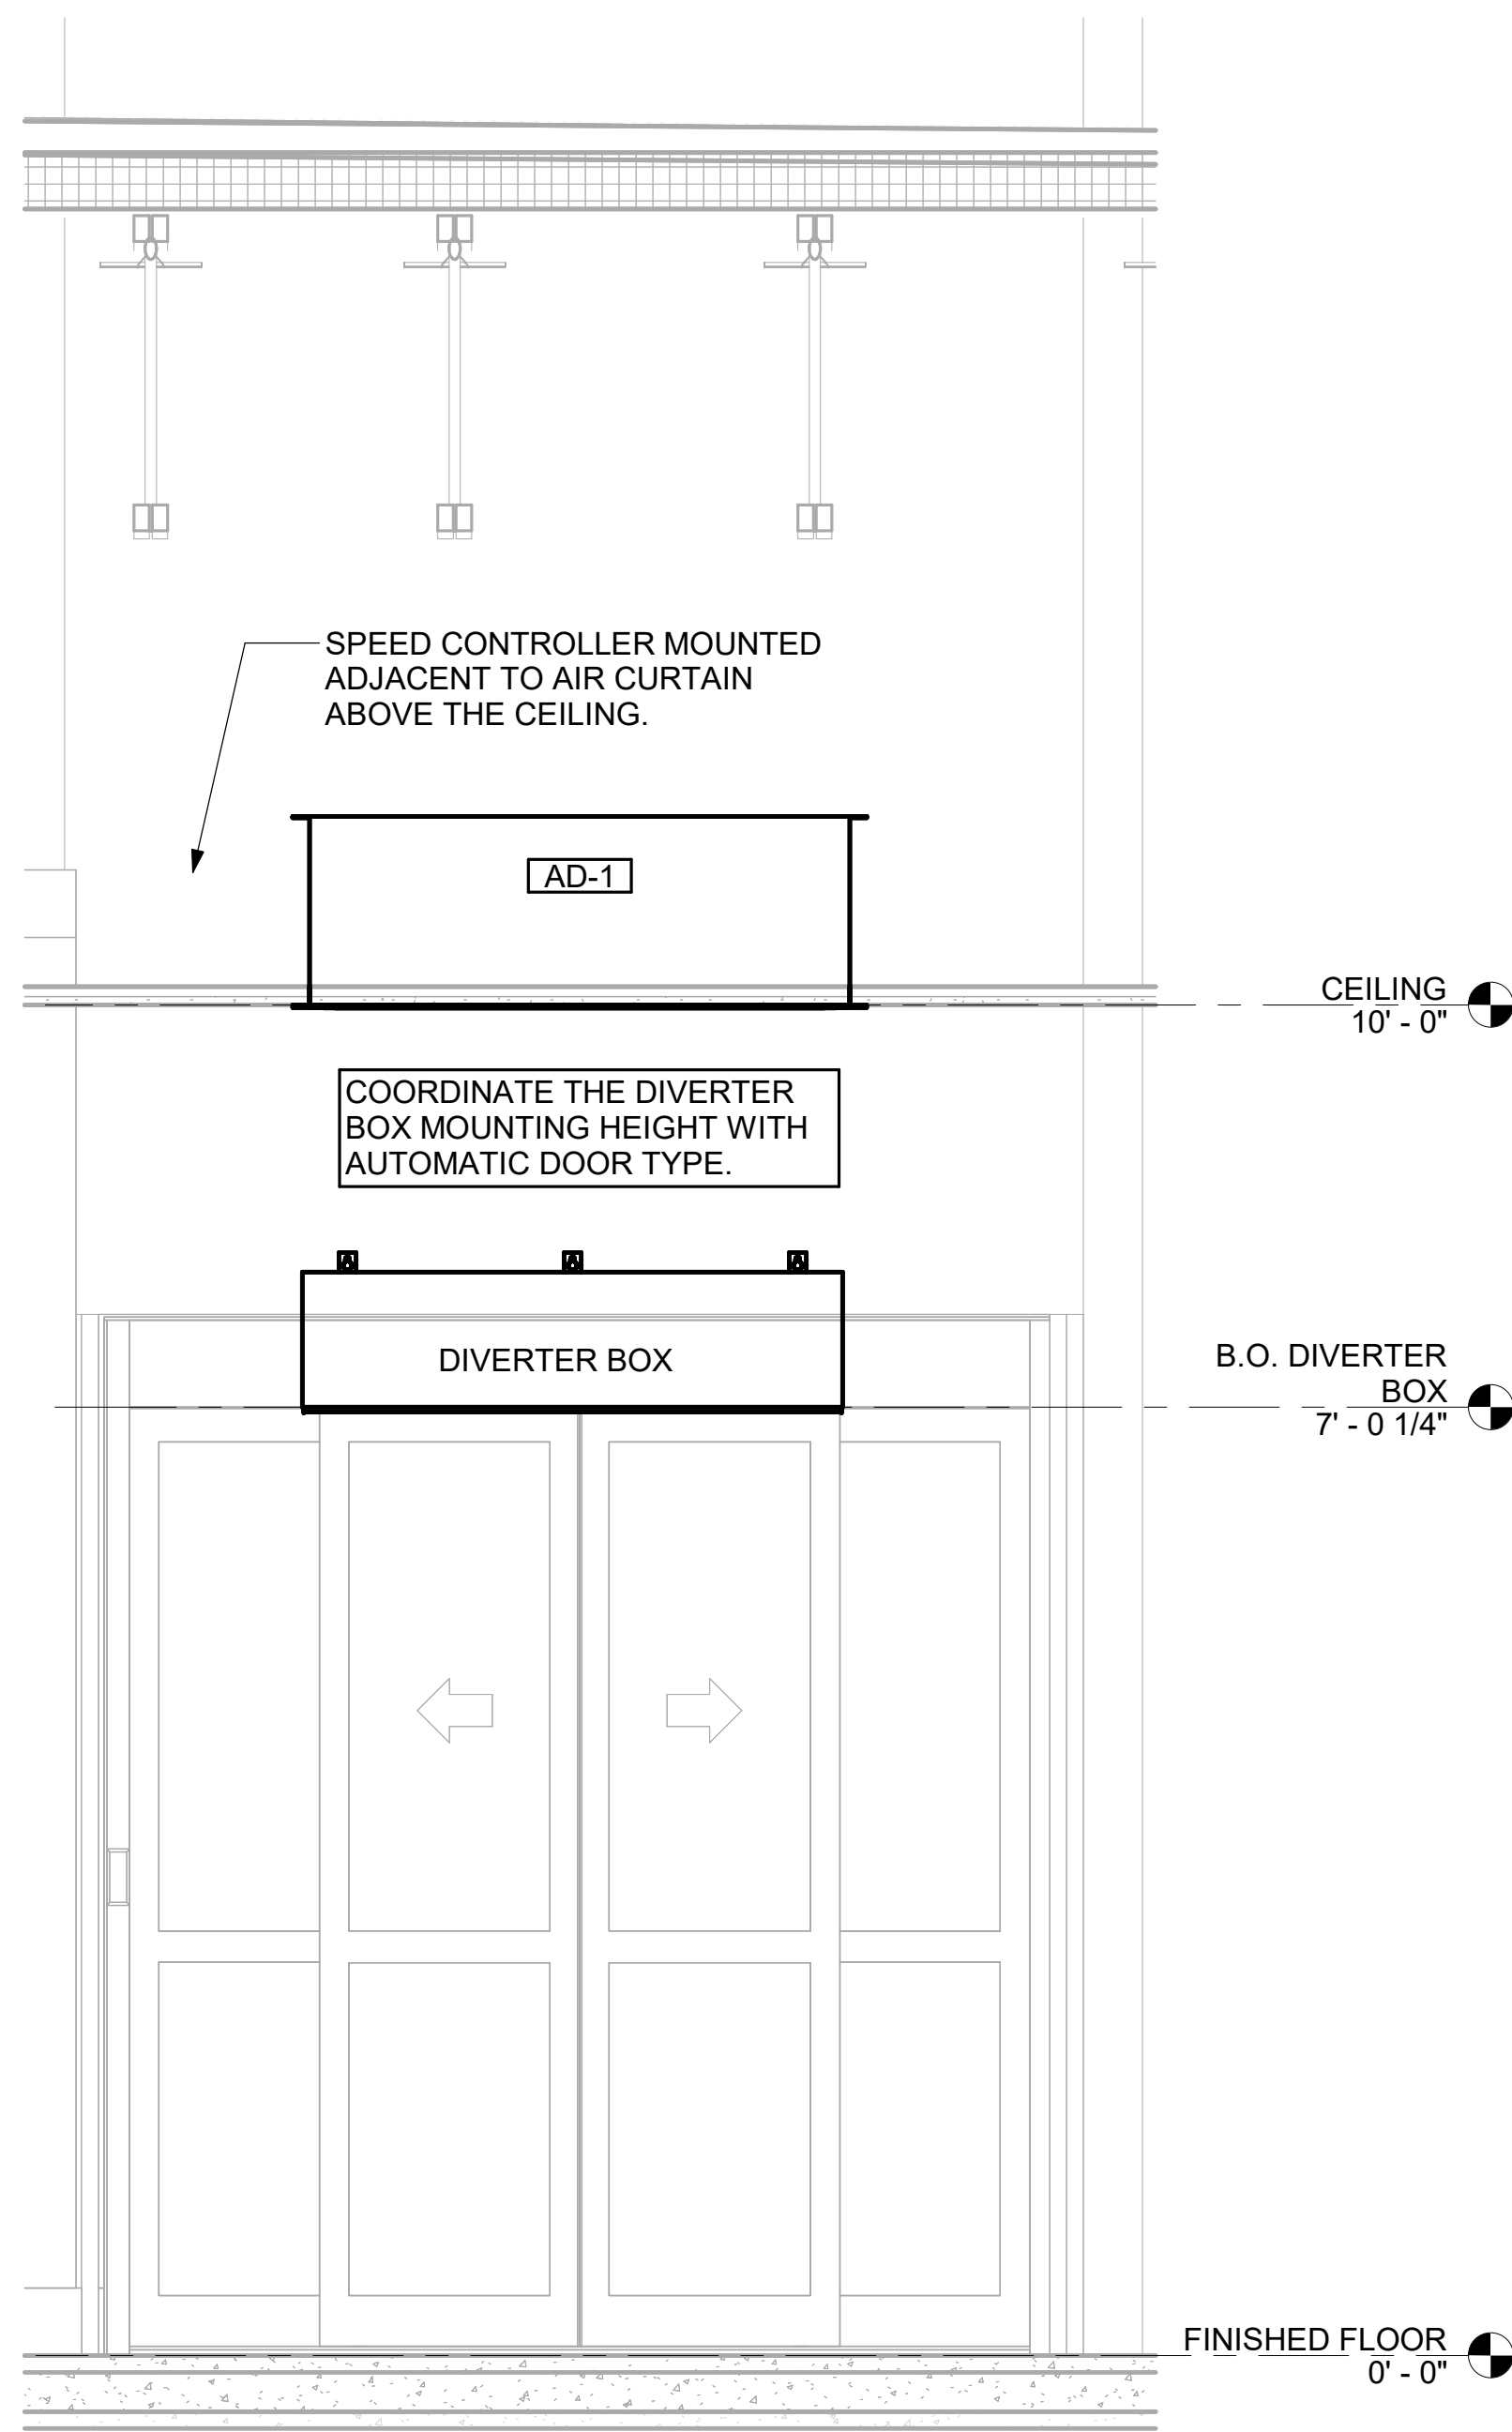 SPEED CONTROLLER MOUNTED
ADJACENT TO AIR CURTAIN
ABOVE THE CEILING.
AD-1
CEILING
10' - 0"
COORDINATE THE DIVERTER
BOX MOUNTING HEIGHT WITH
AUTOMATIC DOOR TYPE.
DIVERTER BOX
B.O. DIVERTER
BOX
7' - 0 1/4"
FINISHED FLOOR
0' - 0"